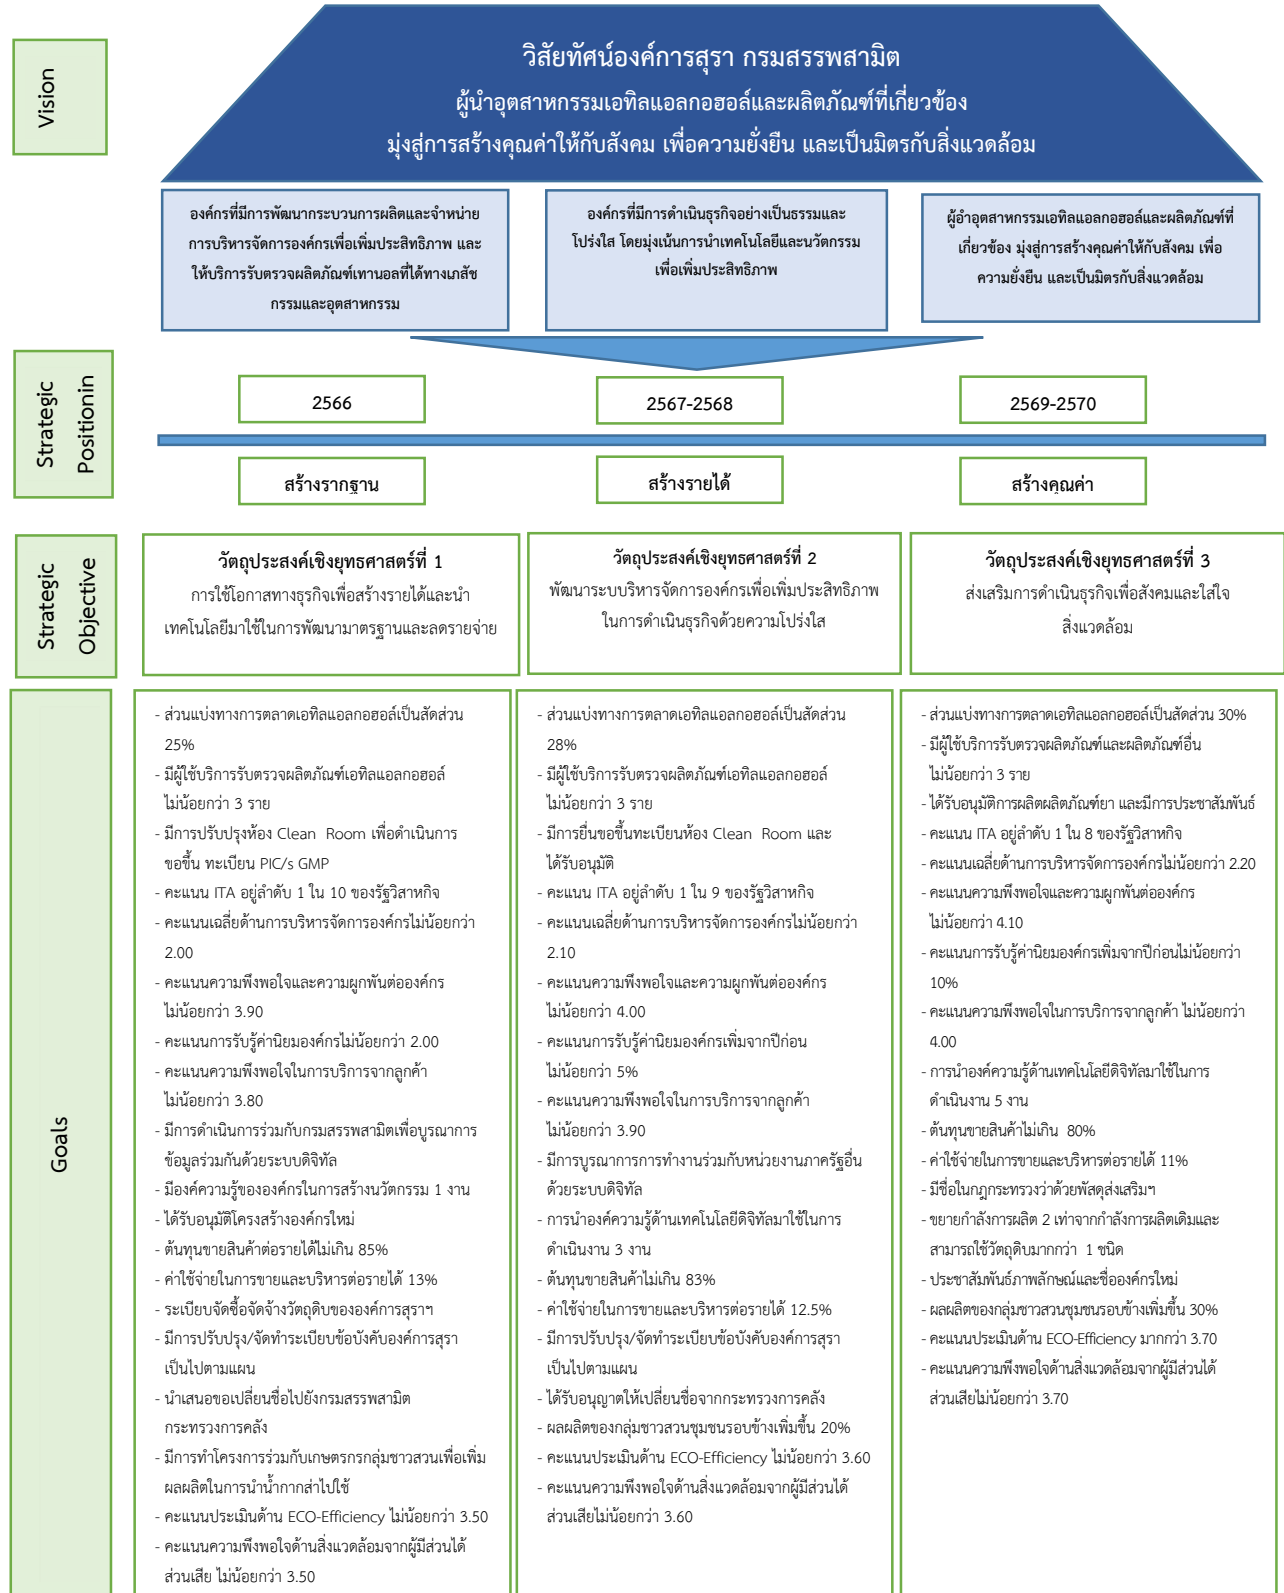 Vision
วิสัยทัศน์องค์การสุรา กรมสรรพสามิต
ผู้นำอุตสาหกรรมเอทิลแอลกอฮอล์และผลิตภัณฑ์ที่เกี่ยวข้อง
มุ่งสู่การสร้างคุณค่าให้กับสังคม เพื่อความยั่งยืน และเป็นมิตรกับสิ่งแวดล้อม
องค์กรที่มีการพัฒนากระบวนการผลิตและจำหน่าย
การบริหารจัดการองค์กรเพื่อเพิ่มประสิทธิภาพ และ
ให้บริการรับตรวจผลิตภัณฑ์เทานอลที่ได้ทางเภสัช
กรรมและอุตสาหกรรม
องค์กรที่มีการดำเนินธุรกิจอย่างเป็นธรรมและ
โปร่งใส โดยมุ่งเน้นการนำเทคโนโลยีและนวัตกรรม
เพื่อเพิ่มประสิทธิภาพ
ผู้อำอุตสาหกรรมเอทิลแอลกอฮอล์และผลิตภัณฑ์ที่
เกี่ยวข้อง มุ่งสู่การสร้างคุณค่าให้กับสังคม เพื่อ
ความยั่งยืน และเป็นมิตรกับสิ่งแวดล้อม
Strategic
Positionin
2566
2567-2568
2569-2570
สร้างรากฐาน
สร้างรายได้
สร้างคุณค่า
Strategic
Objective
วัตถุประสงค์เชิงยุทธศาสตร์ที่ 1
การใช้โอกาสทางธุรกิจเพื่อสร้างรายได้และนำ
เทคโนโลยีมาใช้ในการพัฒนามาตรฐานและลดรายจ่าย
วัตถุประสงค์เชิงยุทธศาสตร์ที่ 2
พัฒนาระบบบริหารจัดการองค์กรเพื่อเพิ่มประสิทธิภาพ
ในการดำเนินธุรกิจด้วยความโปร่งใส
วัตถุประสงค์เชิงยุทธศาสตร์ที่ 3
ส่งเสริมการดำเนินธุรกิจเพื่อสังคมและใส่ใจ
สิ่งแวดล้อม
Goals
- ส่วนแบ่งทางการตลาดเอทิลแอลกอฮอล์เป็นสัดส่วน
25%
- มีผู้ใช้บริการรับตรวจผลิตภัณฑ์เอทิลแอลกอฮอล์
ไม่น้อยกว่า 3 ราย
- มีการปรับปรุงห้อง Clean Room เพื่อดำเนินการ
ขอขึ้น ทะเบียน PIC/s GMP
- คะแนน ITA อยู่ลำดับ 1 ใน 10 ของรัฐวิสาหกิจ
- คะแนนเฉลี่ยด้านการบริหารจัดการองค์กรไม่น้อยกว่า
2.00
- คะแนนความพึงพอใจและความผูกพันต่อองค์กร
ไม่น้อยกว่า 3.90
- คะแนนการรับรู้ค่านิยมองค์กรไม่น้อยกว่า 2.00
- คะแนนความพึงพอใจในการบริการจากลูกค้า
ไม่น้อยกว่า 3.80
- มีการดำเนินการร่วมกับกรมสรรพสามิตเพื่อบูรณาการ
ข้อมูลร่วมกันด้วยระบบดิจิทัล
- มีองค์ความรู้ขององค์กรในการสร้างนวัตกรรม 1 งาน
- ได้รับอนุมัติโครงสร้างองค์กรใหม่
- ต้นทุนขายสินค้าต่อรายได้ไม่เกิน 85%
- ค่าใช้จ่ายในการขายและบริหารต่อรายได้ 13%
- ระเบียบจัดซื้อจัดจ้างวัตถุดิบขององค์การสุราฯ
- มีการปรับปรุง/จัดทำระเบียบข้อบังคับองค์การสุรา
เป็นไปตามแผน
- นำเสนอขอเปลี่ยนชื่อไปยังกรมสรรพสามิต
กระทรวงการคลัง
- มีการทำโครงการร่วมกับเกษตรกรกลุ่มชาวสวนเพื่อเพิ่ม
ผลผลิตในการนำน้ำกากส่าไปใช้
- คะแนนประเมินด้าน ECO-Efficiency ไม่น้อยกว่า 3.50
- คะแนนความพึงพอใจด้านสิ่งแวดล้อมจากผู้มีส่วนได้
ส่วนเสีย ไม่น้อยกว่า 3.50
- ส่วนแบ่งทางการตลาดเอทิลแอลกอฮอล์เป็นสัดส่วน
28%
- มีผู้ใช้บริการรับตรวจผลิตภัณฑ์เอทิลแอลกอฮอล์
ไม่น้อยกว่า 3 ราย
- มีการยื่นขอขึ้นทะเบียนห้อง Clean Room และ
ได้รับอนุมัติ
- คะแนน ITA อยู่ลำดับ 1 ใน 9 ของรัฐวิสาหกิจ
- คะแนนเฉลี่ยด้านการบริหารจัดการองค์กรไม่น้อยกว่า
2.10
- คะแนนความพึงพอใจและความผูกพันต่อองค์กร
ไม่น้อยกว่า 4.00
- คะแนนการรับรู้ค่านิยมองค์กรเพิ่มจากปีก่อน
ไม่น้อยกว่า 5%
- คะแนนความพึงพอใจในการบริการจากลูกค้า
ไม่น้อยกว่า 3.90
- มีการบูรณาการการทำงานร่วมกับหน่วยงานภาครัฐอื่น
ด้วยระบบดิจิทัล
- การนำองค์ความรู้ด้านเทคโนโลยีดิจิทัลมาใช้ในการ
ดำเนินงาน 3 งาน
- ต้นทุนขายสินค้าไม่เกิน 83%
- ค่าใช้จ่ายในการขายและบริหารต่อรายได้ 12.5%
- มีการปรับปรุง/จัดทำระเบียบข้อบังคับองค์การสุรา
เป็นไปตามแผน
- ได้รับอนุญาตให้เปลี่ยนชื่อจากกระทรวงการคลัง
- ผลผลิตของกลุ่มชาวสวนชุมชนรอบข้างเพิ่มขึ้น 20%
- คะแนนประเมินด้าน ECO-Efficiency ไม่น้อยกว่า 3.60
- คะแนนความพึงพอใจด้านสิ่งแวดล้อมจากผู้มีส่วนได้
ส่วนเสียไม่น้อยกว่า 3.60
- ส่วนแบ่งทางการตลาดเอทิลแอลกอฮอล์เป็นสัดส่วน 30%
- มีผู้ใช้บริการรับตรวจผลิตภัณฑ์และผลิตภัณฑ์อื่น
ไม่น้อยกว่า 3 ราย
- ได้รับอนุมัติการผลิตผลิตภัณฑ์ยา และมีการประชาสัมพันธ์
- คะแนน ITA อยู่ลำดับ 1 ใน 8 ของรัฐวิสาหกิจ
- คะแนนเฉลี่ยด้านการบริหารจัดการองค์กรไม่น้อยกว่า 2.20
- คะแนนความพึงพอใจและความผูกพันต่อองค์กร
ไม่น้อยกว่า 4.10
- คะแนนการรับรู้ค่านิยมองค์กรเพิ่มจากปีก่อนไม่น้อยกว่า
10%
- คะแนนความพึงพอใจในการบริการจากลูกค้า ไม่น้อยกว่า
4.00
- การนำองค์ความรู้ด้านเทคโนโลยีดิจิทัลมาใช้ในการ
ดำเนินงาน 5 งาน
- ต้นทุนขายสินค้าไม่เกิน 80%
- ค่าใช้จ่ายในการขายและบริหารต่อรายได้ 11%
- มีชื่อในกฎกระทรวงว่าด้วยพัสดุส่งเสริมฯ
- ขยายกำลังการผลิต 2 เท่าจากกำลังการผลิตเดิมและ
สามารถใช้วัตถุดิบมากกว่า 1 ชนิด
- ประชาสัมพันธ์ภาพลักษณ์และชื่อองค์กรใหม่
- ผลผลิตของกลุ่มชาวสวนชุมชนรอบข้างเพิ่มขึ้น 30%
- คะแนนประเมินด้าน ECO-Efficiency มากกว่า 3.70
- คะแนนความพึงพอใจด้านสิ่งแวดล้อมจากผู้มีส่วนได้
ส่วนเสียไม่น้อยกว่า 3.70